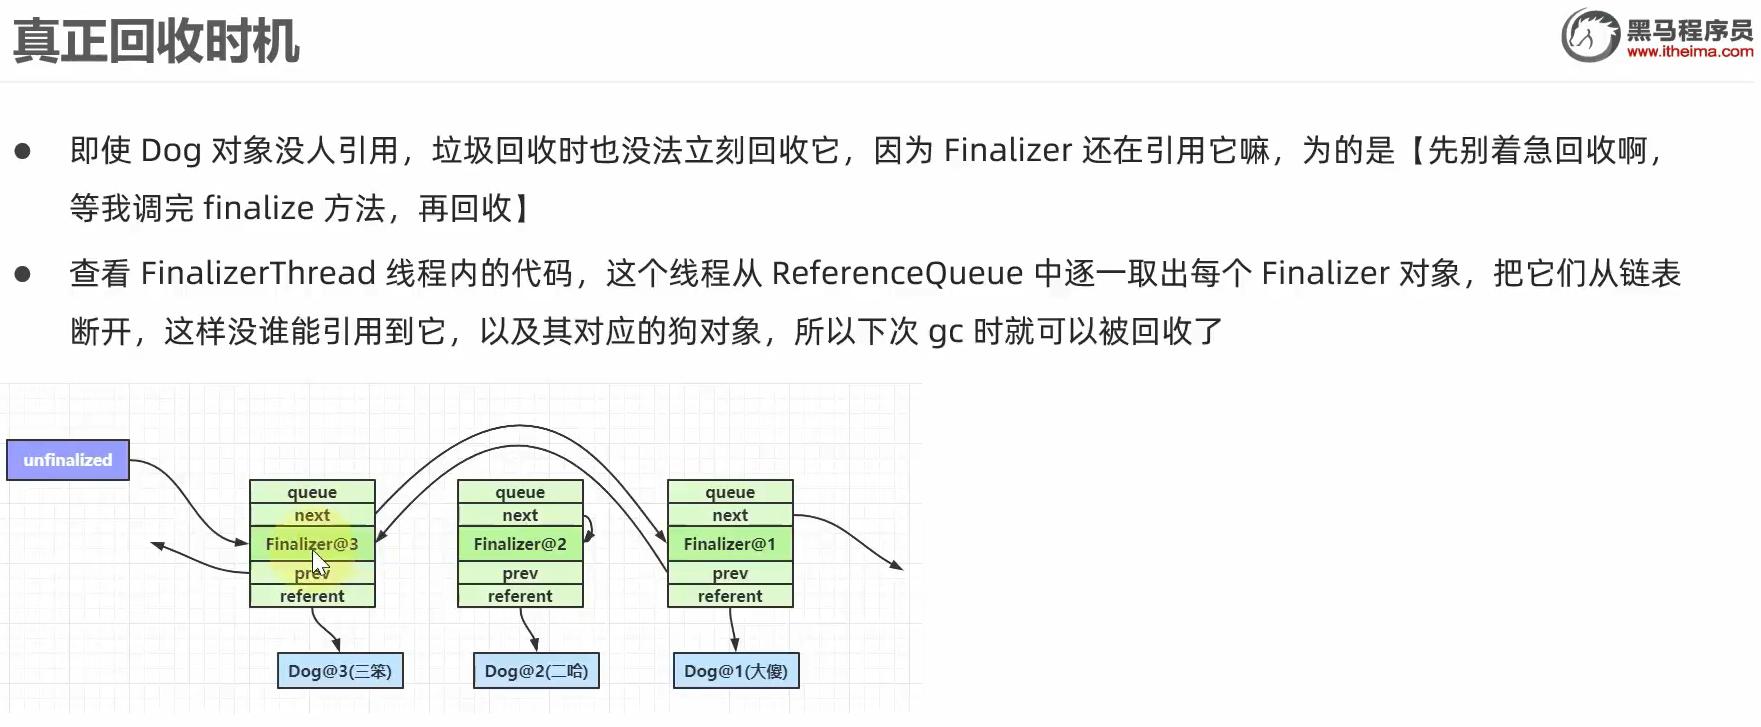 真正回收时机
黑马程序员
www.itheima.com
即使 Dog 对象没人引用，垃圾回收时也没法立刻回收它，因为 Finalizer 还在引用它嘛，为的是【先别着急回收啊，
等我调完 finalize 方法，再回收】
查看 FinalizerThread 线程内的代码，这个线程从 ReferenceQueue 中逐一取出每个 Finalizer 对象，把它们从链表
断开，这样没谁能引用到它，以及其对应的狗对象，所以下次 gc 时就可以被回收了
unfinalized
queue
next
Finalizer@3
prev
referent
Dog@3(三笨)
queue
next
Finalizer@2
prev
referent
Dog@2(二哈)
queue
next
Finalizer@1
prev
referent
Dog@1(大傻)